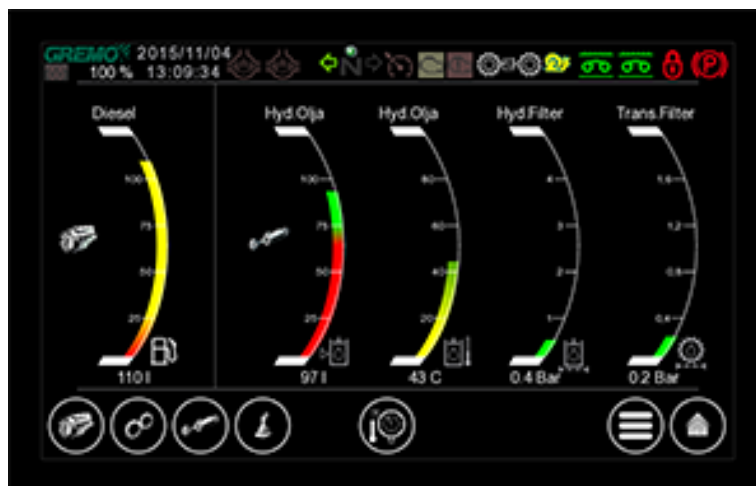 GREMO 2015/11/04
100 % 13:09:34
N
P
Diesel
Hyd.Olja
Hyd.Olja
Hyd.Filter
Trans.Filter
100
75
50
25
100
75
50
25
80
60
40
20
4
3
2
1
1,6
1,2
0,8
0,4
110 l
97 l
43 C
0.4 Bar
0.2 Bar